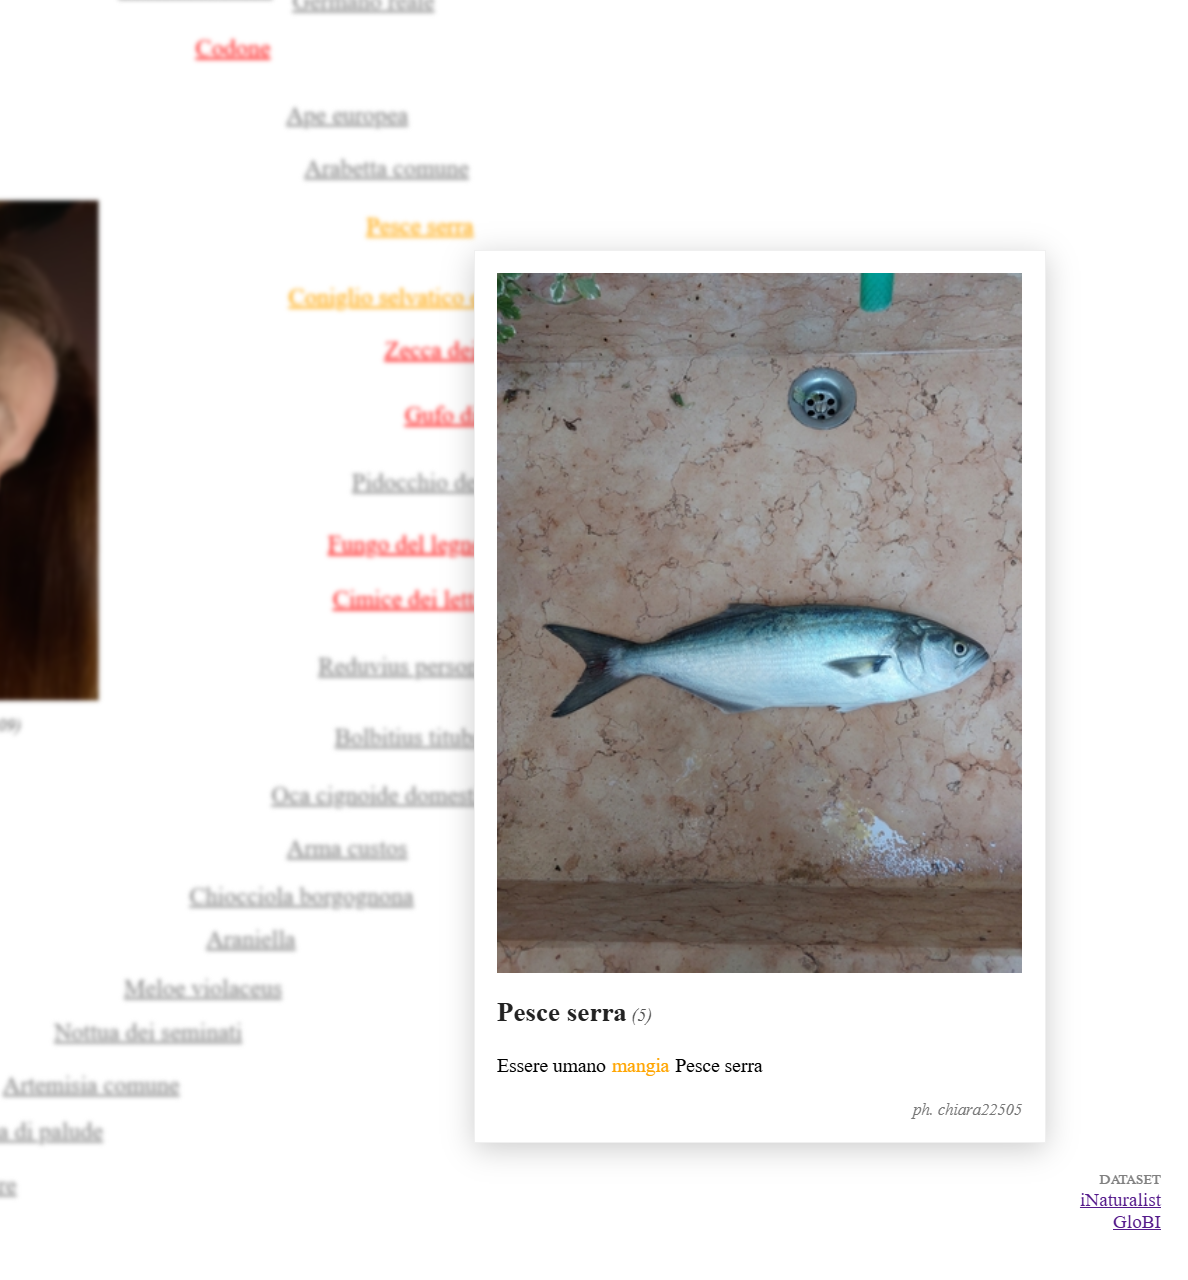 Germano reale
Codone
Ape europea
Arabetta comune
Pesce serra
Coniglio selvatico
Zecca dei
Gufo d
Pidocchio de
Fungo del legn
Cimice dei lett
Reduvius person
Bolbitius titub
Oca cignoide domest
Arma custos
Chiocciola borgognona
Araniella
Meloe violaceus
Nottua dei seminati
Artemisia comune
a di palude
re
Pesce serra (5)
Essere umano mangia Pesce serra
ph. chiara22505
DATASET
iNaturalist
GloBI